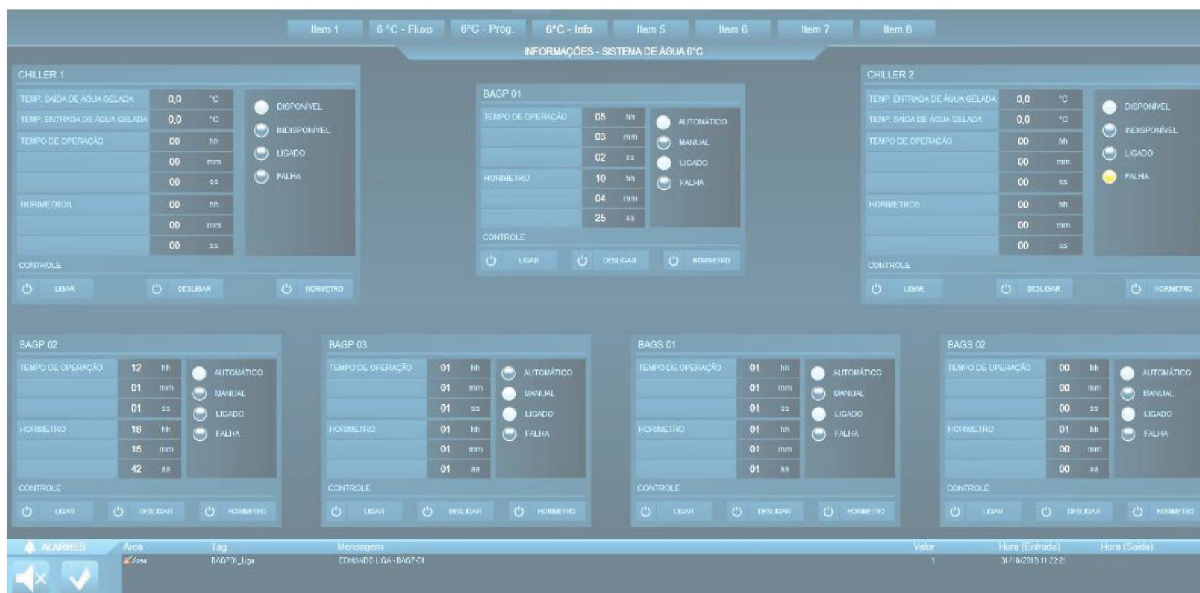 Item 1 6 °C - Fluxo 6°C - Prog. 6°C - Info Item 5 Item 6 Item 7 Item 8
INFORMAÇÕES - SISTEMA DE ÁGUA 6°C
CHILLER 1
TEMP. SAÍDA DE ÁGUA GELADA 0,0 °C
TEMP. ENTRADA DE ÁGUA GELADA 0,0 °C
TEMPO DE OPERAÇÃO 00 hh
00 mm
00 ss
HORIMETROS 00 hh
00 mm
00 ss
DISPONÍVEL
INDISPONÍVEL
LIGADO
FALHA
CONTROLE
LIGAR DESLIGAR HORIMETRO
BAGP 01
TEMPO DE OPERAÇÃO 05 hh
03 mm
02 ss
HORIMETRO 10 hh
04 mm
25 ss
AUTOMÁTICO
MANUAL
LIGADO
FALHA
CONTROLE
LIGAR DESLIGAR HORIMETRO
CHILLER 2
TEMP. ENTRADA DE ÁGUA GELADA 0,0 °C
TEMP. SAÍDA DE ÁGUA GELADA 0,0 °C
TEMPO DE OPERAÇÃO 00 hh
00 mm
00 ss
HORIMETROS 00 hh
00 mm
00 ss
DISPONÍVEL
INDISPONÍVEL
LIGADO
FALHA
CONTROLE
LIGAR DESLIGAR HORIMETRO
BAGP 02
TEMPO DE OPERAÇÃO 12 hh
01 mm
01 ss
HORIMETRO 18 hh
15 mm
42 ss
AUTOMÁTICO
MANUAL
LIGADO
FALHA
CONTROLE
LIGAR DESLIGAR HORIMETRO
BAGP 03
TEMPO DE OPERAÇÃO 01 hh
01 mm
01 ss
HORIMETRO 01 hh
01 mm
01 ss
AUTOMÁTICO
MANUAL
LIGADO
FALHA
CONTROLE
LIGAR DESLIGAR HORIMETRO
BAGS 01
TEMPO DE OPERAÇÃO 01 hh
01 mm
01 ss
HORIMETRO 01 hh
01 mm
01 ss
AUTOMÁTICO
MANUAL
LIGADO
FALHA
CONTROLE
LIGAR DESLIGAR HORIMETRO
BAGS 02
TEMPO DE OPERAÇÃO 00 hh
00 mm
00 ss
HORIMETRO 01 hh
00 mm
00 ss
AUTOMÁTICO
MANUAL
LIGADO
FALHA
CONTROLE
LIGAR DESLIGAR HORIMETRO
ALARMES Área Tag Mensagem Valor Hora (Entrada) Hora (Saída)
Área BAGP01_Liga COMANDO LIGA - BAGP 01 1